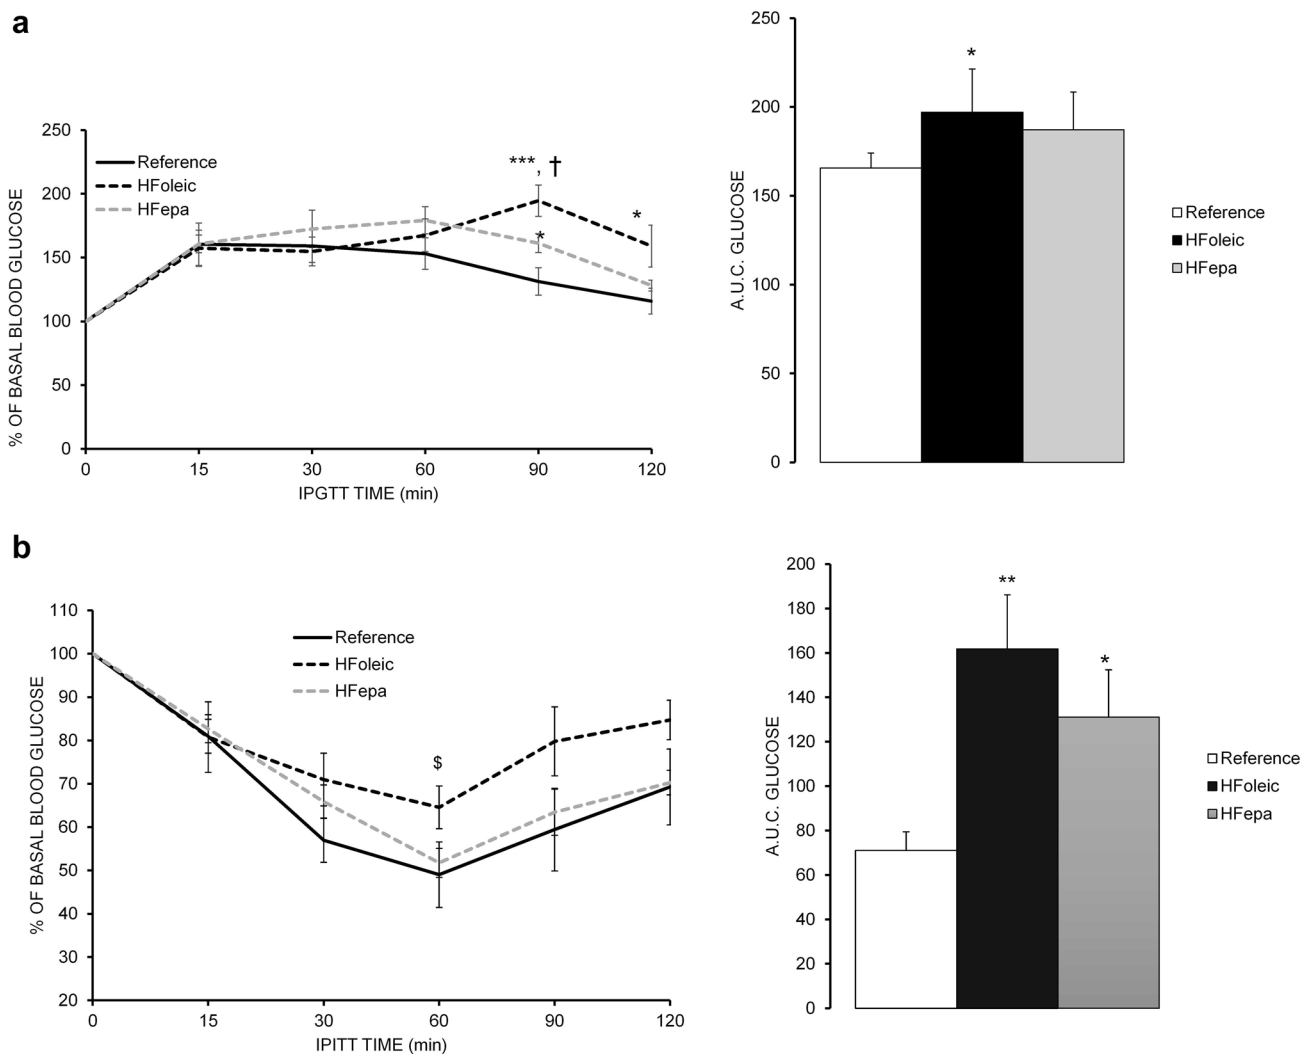 a
250
200
150
100
50
0
% OF BASAL BLOOD GLUCOSE
Reference
HFoleic
HFepa
***, †
*
*
0 15 30 60 90 120
IPGTT TIME (min)
250
200
150
100
50
0
A.U.C. GLUCOSE
*
Reference
HFoleic
HFepa
b
110
100
90
80
70
60
50
40
30
20
% OF BASAL BLOOD GLUCOSE
Reference
HFoleic
HFepa
$
0 15 30 60 90 120
IPITT TIME (min)
200
180
160
140
120
100
80
60
40
20
0
A.U.C. GLUCOSE
**
*
Reference
HFoleic
HFepa